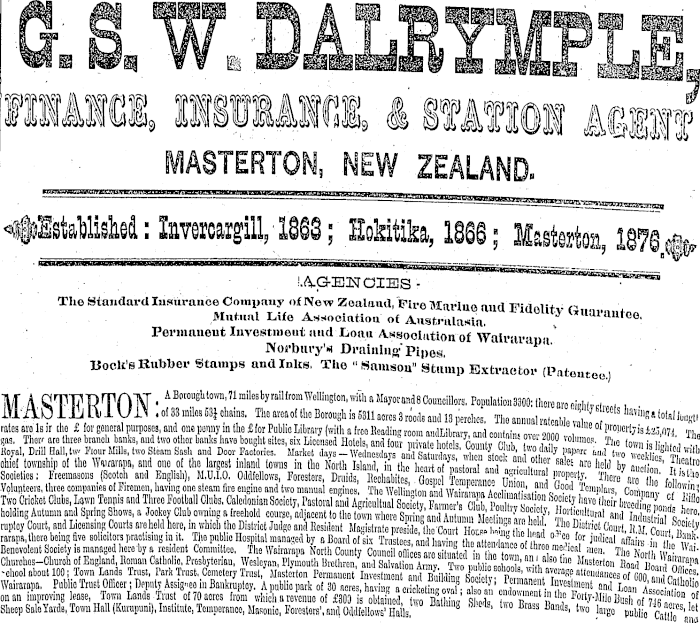 G. S. W. DALRYMPLE,
FINANCE, INSURANCE, & STATION AGENT
MASTERTON, NEW ZEALAND.
Established : Invercargill, 1863 ; Hokitika, 1866 ; Masterton, 1876.
AGENCIES -
The Standard Insurance Company of New Zealand, Fire Marine and Fidelity Guarantee.
Mutual Life Association of Australasia.
Permanent Investment and Loan Association of Wairarapa.
Norbury's Draining Pipes.
Bock's Rubber Stamps and Inks. The "Samson" Stump Extractor (Patentee.)
MASTERTON : A Borough town, 71 miles by rail from Wellington, with a Mayor and 8 Councillors. Population 3300; there are eighty streets having a total length
of 33 miles 53½ chains. The area of the Borough is 5311 acres 3 roods and 13 perches. The annual rateable value of property is £25,074. The
rates are 1s in the £ for general purposes, and one penny in the £ for Public Library (with a free Reading room and Library, and contains over 2000 volumes. The town is lighted with
gas. There are three branch banks, and two other banks have bought sites, six Licensed Hotels, and four private hotels, County Club, two daily papers and two weeklies, Theatre
Royal, Drill Hall, two Flour Mills, two Steam Sash and Door Factories. Market days — Wednesdays and Saturdays, when stock and other sales are held by auction. It is the
chief township of the Wairarapa, and one of the largest inland towns in the North Island, in the heart of pastoral and agricultural property. There are the following
Societies : Freemasons (Scotch and English), M.U.I.O. Oddfellows, Foresters, Druids, Rechabites, Gospel Temperance Union, and Good Templars, Company of Rifle
Volunteers, three companies of Firemen, having one steam fire engine and two manual engines. The Wellington and Wairarapa Acclimatisation Society have their breeding ponds here.
Two Cricket Clubs, Lawn Tennis and Three Football Clubs, Caledonian Society, Pastoral and Agricultural Society, Farmer's Club, Poultry Society, Horticultural and Industrial Society
holding Autumn and Spring Shows, a Jockey Club owning a freehold course, adjacent to the town where Spring and Autumn Meetings are held. The District Court, R.M. Court, Bank-
ruptcy Court, and Licensing Courts are held here, in which the District Judge and Resident Magistrate preside, the Court House being the head office for judicial affairs in the Wai-
rarapa, there being five solicitors practising in it. The public Hospital managed by a Board of six Trustees, and having the attendance of three medical men. The North Wairarapa
Benevolent Society is managed here by a resident Committee. The Wairarapa North County Council offices are situated in the town, and also the Masterton Road Board Offices.
Churches—Church of England, Roman Catholic, Presbyterian, Wesleyan, Plymouth Brethren, and Salvation Army. Two public schools, with average attendances of 600, and Catholic
school about 100 ; Town Lands Trust, Park Trust, Cemetery Trust, Masterton Permanent Investment and Building Society; Permanent Investment and Loan Association of
Wairarapa. Public Trust Officer ; Deputy Assignee in Bankruptcy. A public park of 30 acres, having a cricketing oval ; also an endowment in the Forty-Mile Bush of 746 acres, let
on an improving lease, Town Lands Trust of 70 acres from which a revenue of £300 is obtained, two Bathing Sheds, two Brass Bands, two large public Cattle and
Sheep Sale Yards, Town Hall (Kuripuni), Institute, Temperance, Masonic, Foresters', and Oddfellows' Halls.